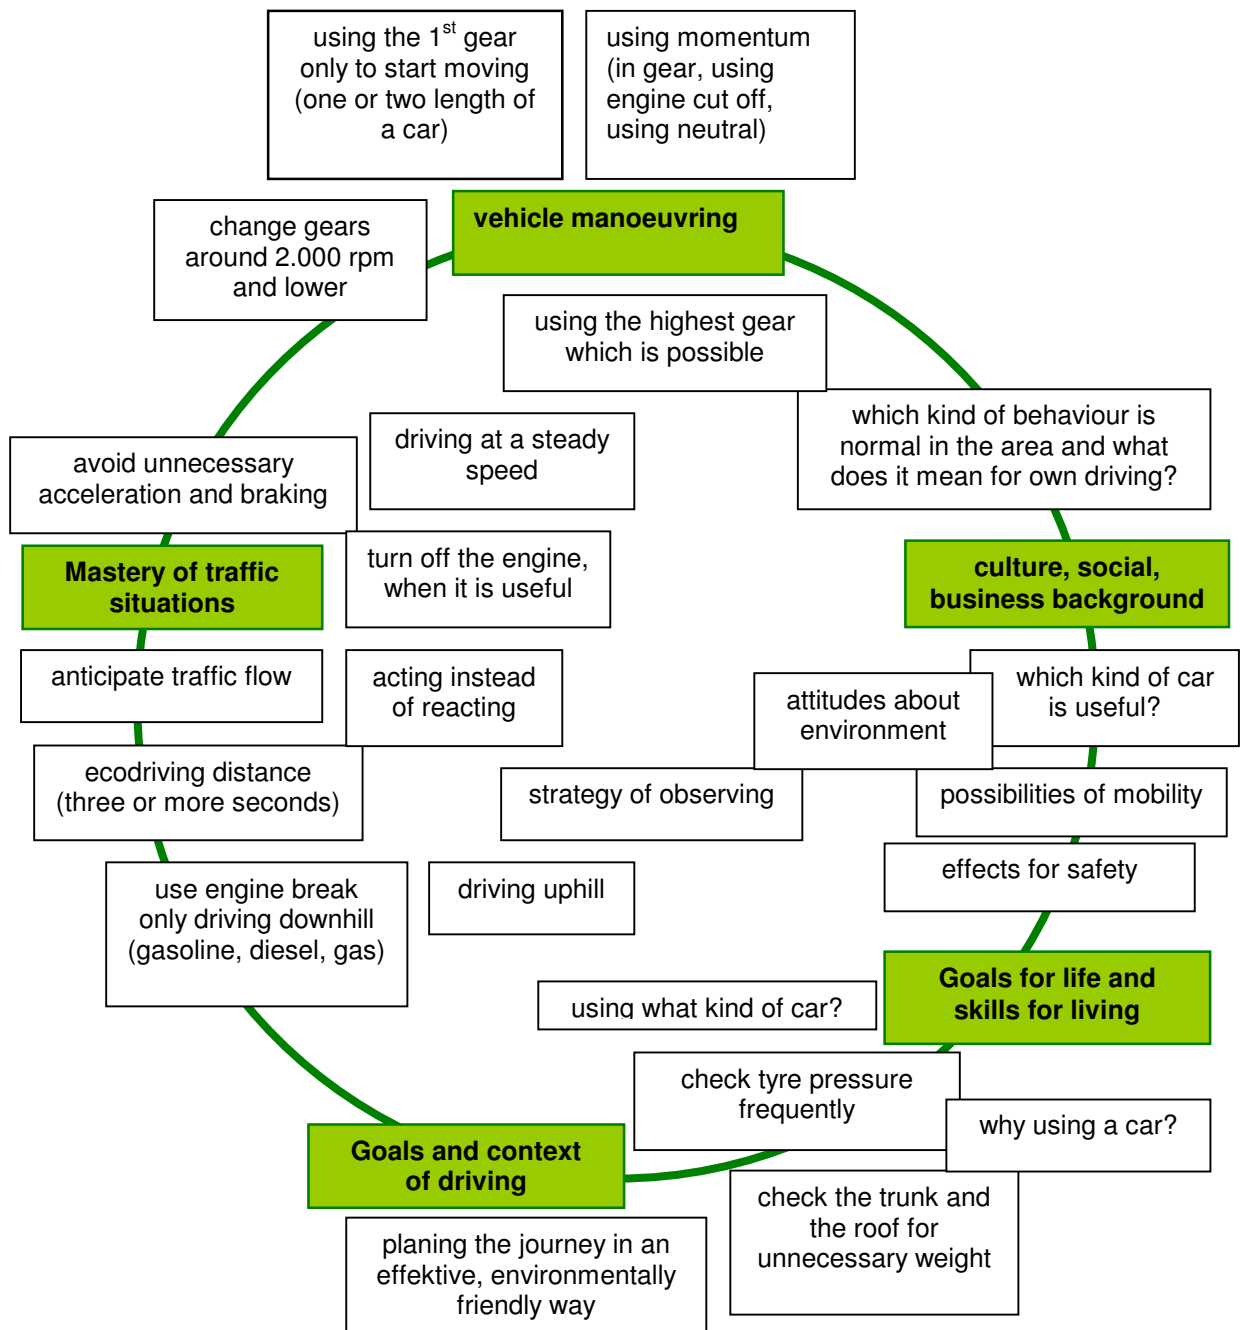 using the 1st gear
only to start moving
(one or two length of
a car)
using momentum
(in gear, using
engine cut off,
using neutral)
vehicle manoeuvring
change gears
around 2.000 rpm
and lower
using the highest gear
which is possible
which kind of behaviour is
normal in the area and what
does it mean for own driving?
driving at a steady
speed
avoid unnecessary
acceleration and braking
turn off the engine,
when it is useful
Mastery of traffic
situations
culture, social,
business background
anticipate traffic flow
acting instead
of reacting
attitudes about
environment
which kind of car
is useful?
ecodriving distance
(three or more seconds)
strategy of observing
possibilities of mobility
effects for safety
use engine break
only driving downhill
(gasoline, diesel, gas)
driving uphill
Goals for life and
skills for living
using what kind of car?
check tyre pressure
frequently
why using a car?
Goals and context
of driving
check the trunk and
the roof for
unnecessary weight
planing the journey in an
effektive, environmentally
friendly way